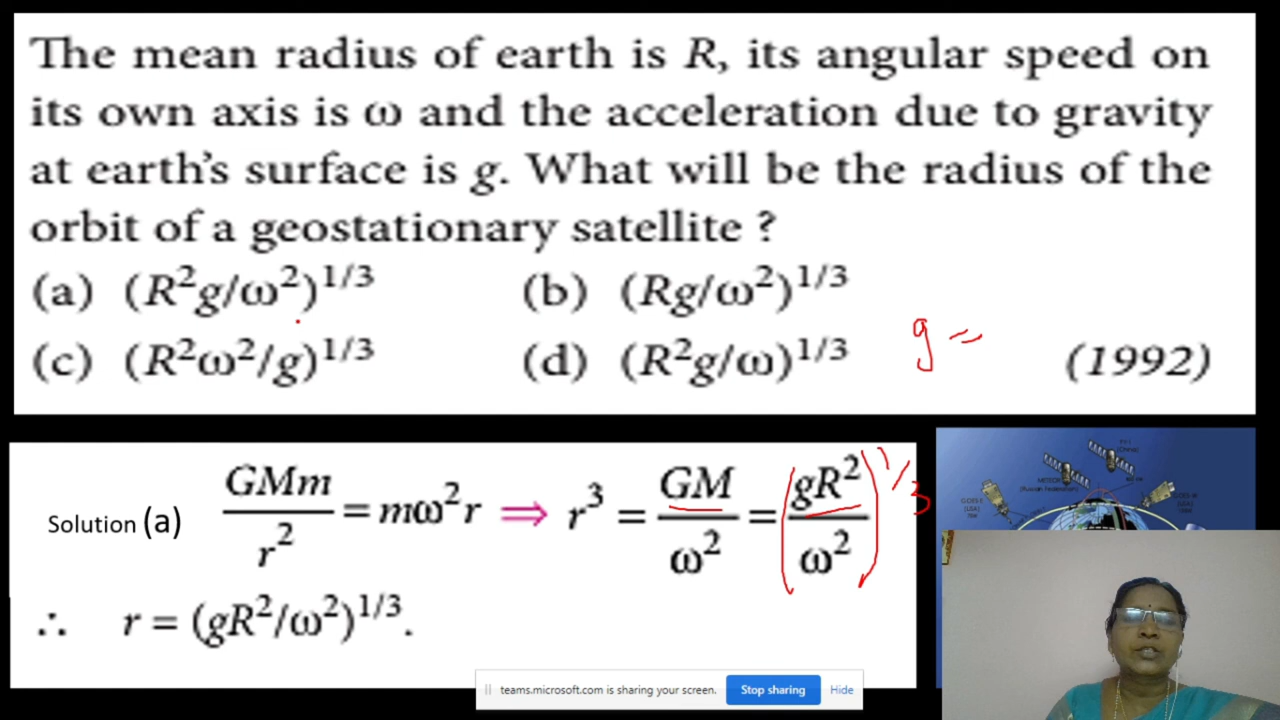 The mean radius of earth is R, its angular speed on
its own axis is ω and the acceleration due to gravity
at earth's surface is g. What will be the radius of the
orbit of a geostationary satellite ?
(a) (R²g/ω²)^1/3 (b) (Rg/ω²)^1/3
(c) (R²ω²/g)^1/3 (d) (R²g/ω)^1/3 (1992)
g =
Solution (a) GMm/r² = mω²r ⇒ r³ = GM/ω² = (gR²/ω²)^1/3
∴ r = (gR²/ω²)^1/3.
teams.microsoft.com is sharing your screen. Stop sharing Hide